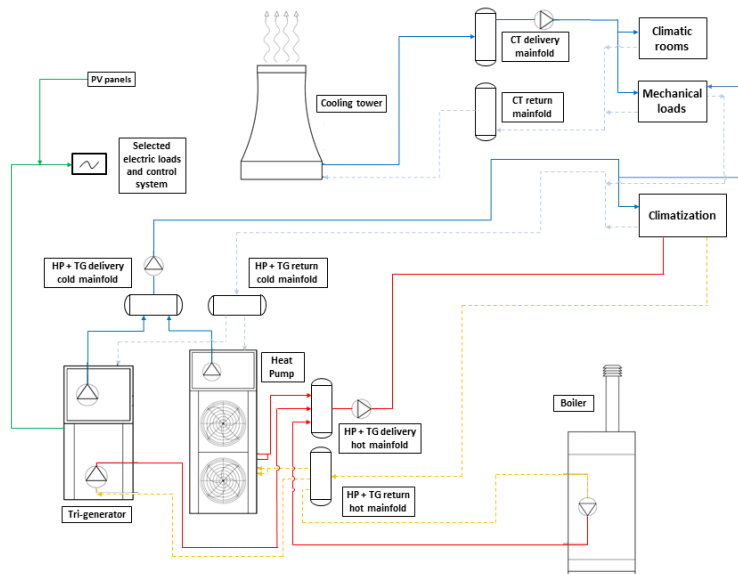 CT delivery
mainfold
Climatic
rooms
PV panels
Cooling tower
CT return
mainfold
Mechanical
loads
Selected
electric loads
and control
system
Climatization
HP + TG delivery
cold mainfold
HP + TG return
cold mainfold
Heat
Pump
Boiler
HP + TG delivery
hot mainfold
HP + TG return
hot mainfold
Tri-generator